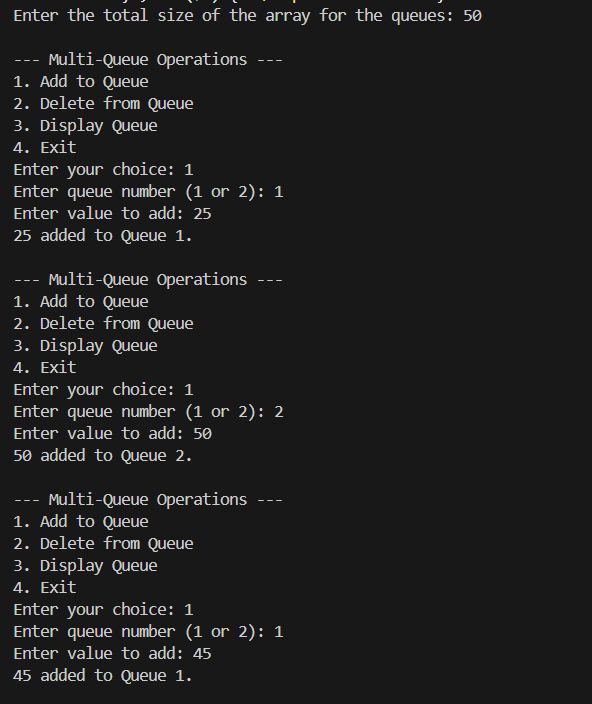 Enter the total size of the array for the queues: 50
--- Multi-Queue Operations ---
1. Add to Queue
2. Delete from Queue
3. Display Queue
4. Exit
Enter your choice: 1
Enter queue number (1 or 2): 1
Enter value to add: 25
25 added to Queue 1.
--- Multi-Queue Operations ---
1. Add to Queue
2. Delete from Queue
3. Display Queue
4. Exit
Enter your choice: 1
Enter queue number (1 or 2): 2
Enter value to add: 50
50 added to Queue 2.
--- Multi-Queue Operations ---
1. Add to Queue
2. Delete from Queue
3. Display Queue
4. Exit
Enter your choice: 1
Enter queue number (1 or 2): 1
Enter value to add: 45
45 added to Queue 1.